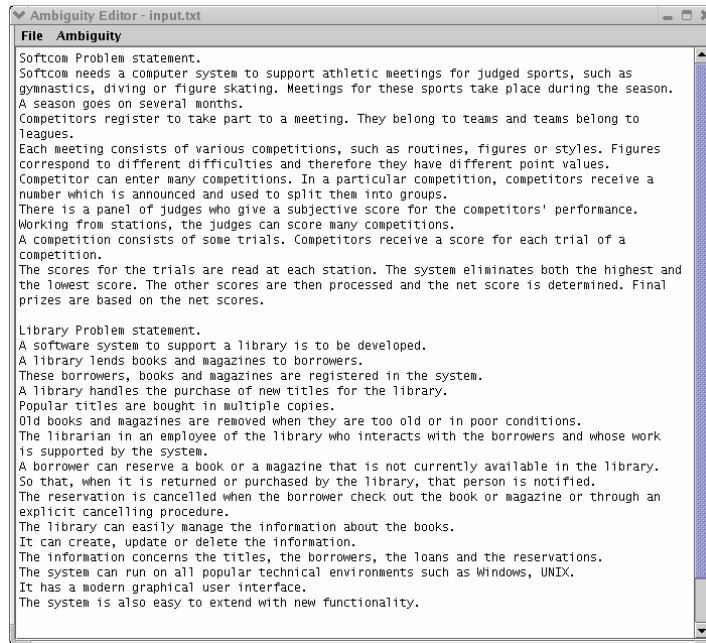 Ambiguity Editor - input.txt
File Ambiguity
Softcom Problem statement.
Softcom needs a computer system to support athletic meetings for judged sports, such as
gymnastics, diving or figure skating. Meetings for these sports take place during the season.
A season goes on several months.
Competitors register to take part to a meeting. They belong to teams and teams belong to
leagues.
Each meeting consists of various competitions, such as routines, figures or styles. Figures
correspond to different difficulties and therefore they have different point values.
Competitor can enter many competitions. In a particular competition, competitors receive a
number which is announced and used to split them into groups.
There is a panel of judges who give a subjective score for the competitors' performance.
Working from stations, the judges can score many competitions.
A competition consists of some trials. Competitors receive a score for each trial of a
competition.
The scores for the trials are read at each station. The system eliminates both the highest and
the lowest score. The other scores are then processed and the net score is determined. Final
prizes are based on the net scores.
Library Problem statement.
A software system to support a library is to be developed.
A library lends books and magazines to borrowers.
These borrowers, books and magazines are registered in the system.
A library handles the purchase of new titles for the library.
Popular titles are bought in multiple copies.
Old books and magazines are removed when they are too old or in poor conditions.
The librarian in an employee of the library who interacts with the borrowers and whose work
is supported by the system.
A borrower can reserve a book or a magazine that is not currently available in the library.
So that, when it is returned or purchased by the library, that person is notified.
The reservation is cancelled when the borrower check out the book or magazine or through an
explicit cancelling procedure.
The library can easily manage the information about the books.
It can create, update or delete the information.
The information concerns the titles, the borrowers, the loans and the reservations.
The system can run on all popular technical environments such as Windows, UNIX.
It has a modern graphical user interface.
The system is also easy to extend with new functionality.